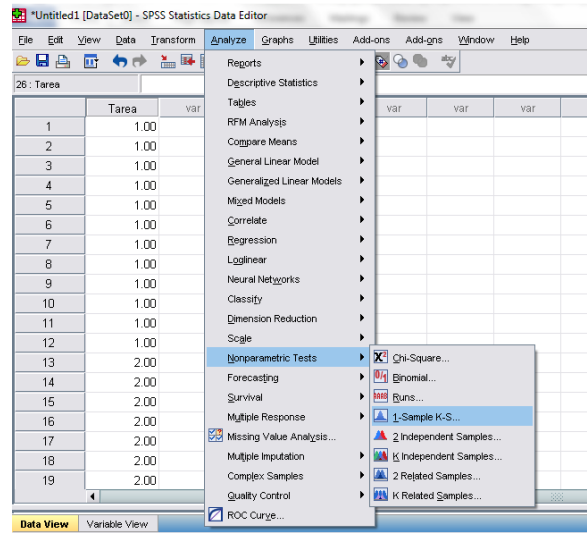 *Untitled1 [DataSet0] - SPSS Statistics Data Editor
File Edit View Data Transform Analyze Graphs Utilities Add-ons Add-ons Window Help
26 : Tarea
Tarea var var var var
1 1.00
2 1.00
3 1.00
4 1.00
5 1.00
6 1.00
7 1.00
8 1.00
9 1.00
10 1.00
11 1.00
12 1.00
13 2.00
14 2.00
15 2.00
16 2.00
17 2.00
18 2.00
19 2.00
Reports
Descriptive Statistics
Tables
RFM Analysis
Compare Means
General Linear Model
Generalized Linear Models
Mixed Models
Correlate
Regression
Loglinear
Neural Networks
Classify
Dimension Reduction
Scale
Nonparametric Tests
Forecasting
Survival
Multiple Response
Missing Value Analysis...
Multiple Imputation
Complex Samples
Quality Control
ROC Curve...
X² Chi-Square...
0/1 Binomial...
AAAB Runs...
1-Sample K-S...
2 Independent Samples...
K Independent Samples...
2 Related Samples...
K Related Samples...
Data View Variable View